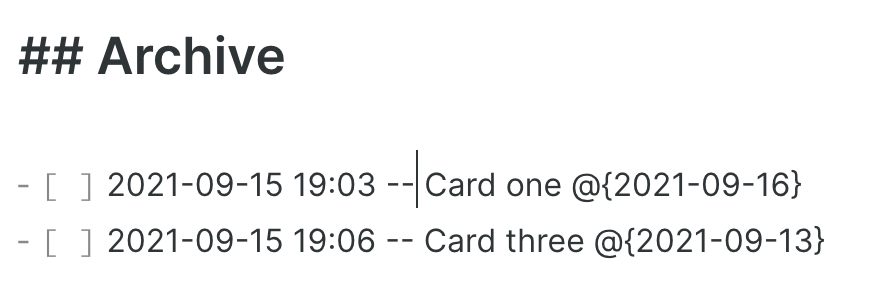 ## Archive
- [ ] 2021-09-15 19:03 -- Card one @{2021-09-16}
- [ ] 2021-09-15 19:06 -- Card three @{2021-09-13}